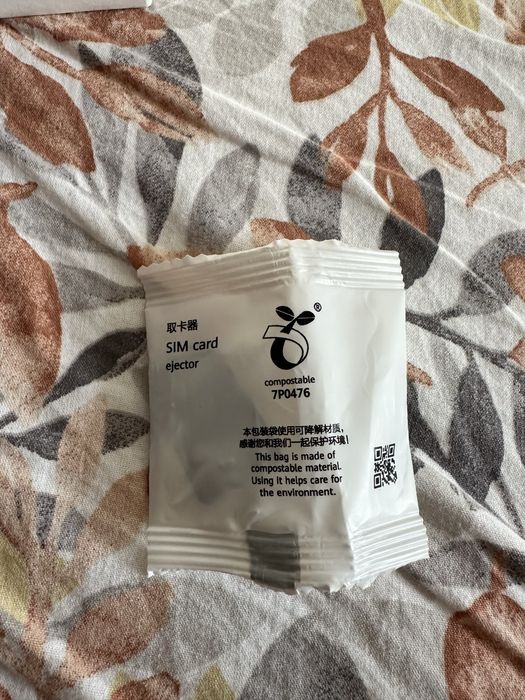 取卡器
SIM card
ejector
®
compostable
7P0476
本包装袋使用可降解材质，
感谢您和我们一起保护环境！
This bag is made of
compostable material.
Using it helps care for
the environment.